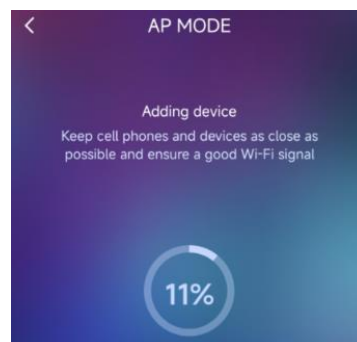 AP MODE
Adding device
Keep cell phones and devices as close as
possible and ensure a good Wi-Fi signal
11%